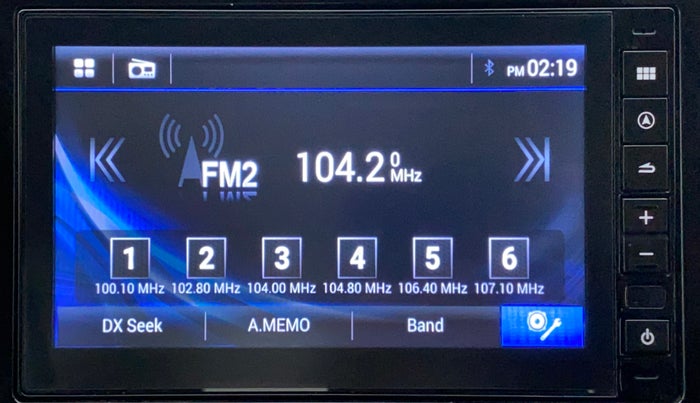 PM 02:19
FM2 104.20 MHz
1 2 3 4 5 6
100.10 MHz 102.80 MHz 104.00 MHz 104.80 MHz 106.40 MHz 107.10 MHz
DX Seek A.MEMO Band